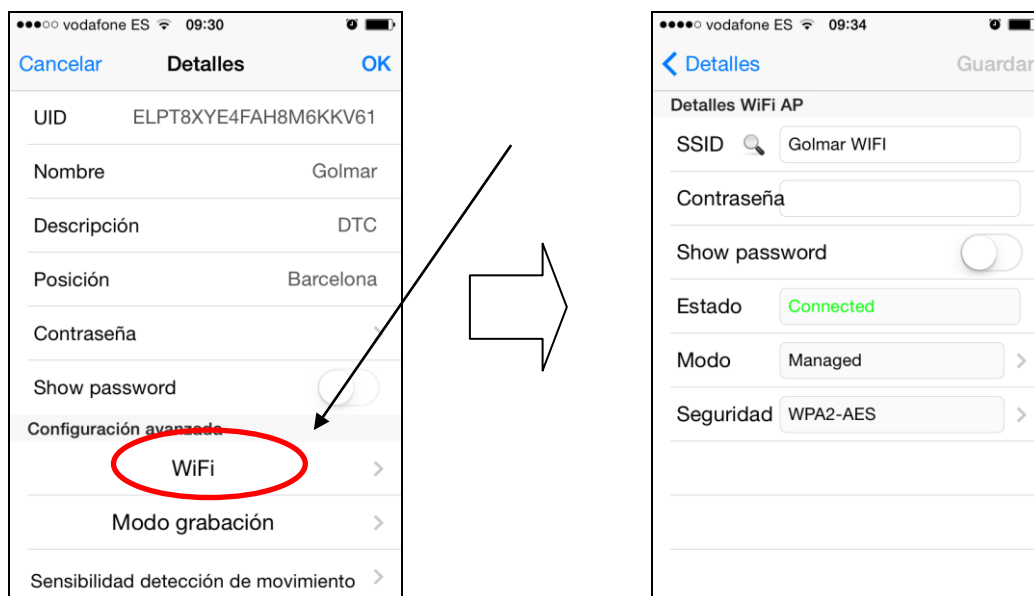 vodafone ES 09:30
Cancelar Detalles OK
UID ELPT8XYE4FAH8M6KKV61
Nombre Golmar
Descripción DTC
Posición Barcelona
Contraseña
Show password
Configuración avanzada
WiFi
Modo grabación
Sensibilidad detección de movimiento
vodafone ES 09:34
Detalles Guardar
Detalles WiFi AP
SSID Golmar WIFI
Contraseña
Show password
Estado Connected
Modo Managed
Seguridad WPA2-AES